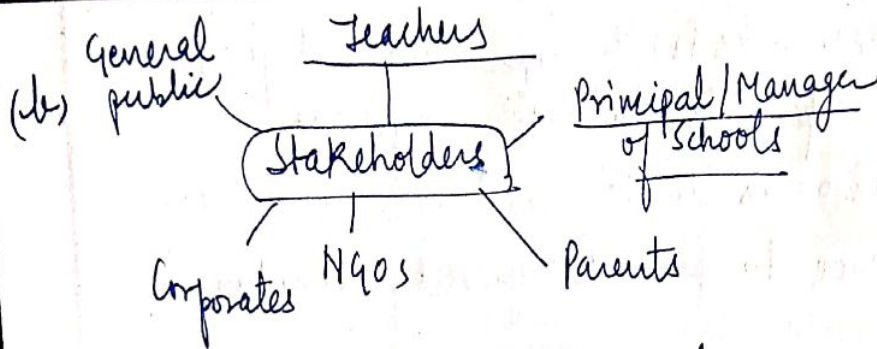 (b)
General
public
Teachers
Principal/Manager
of Schools
Stakeholders
Corporates
NGOs.
Parents